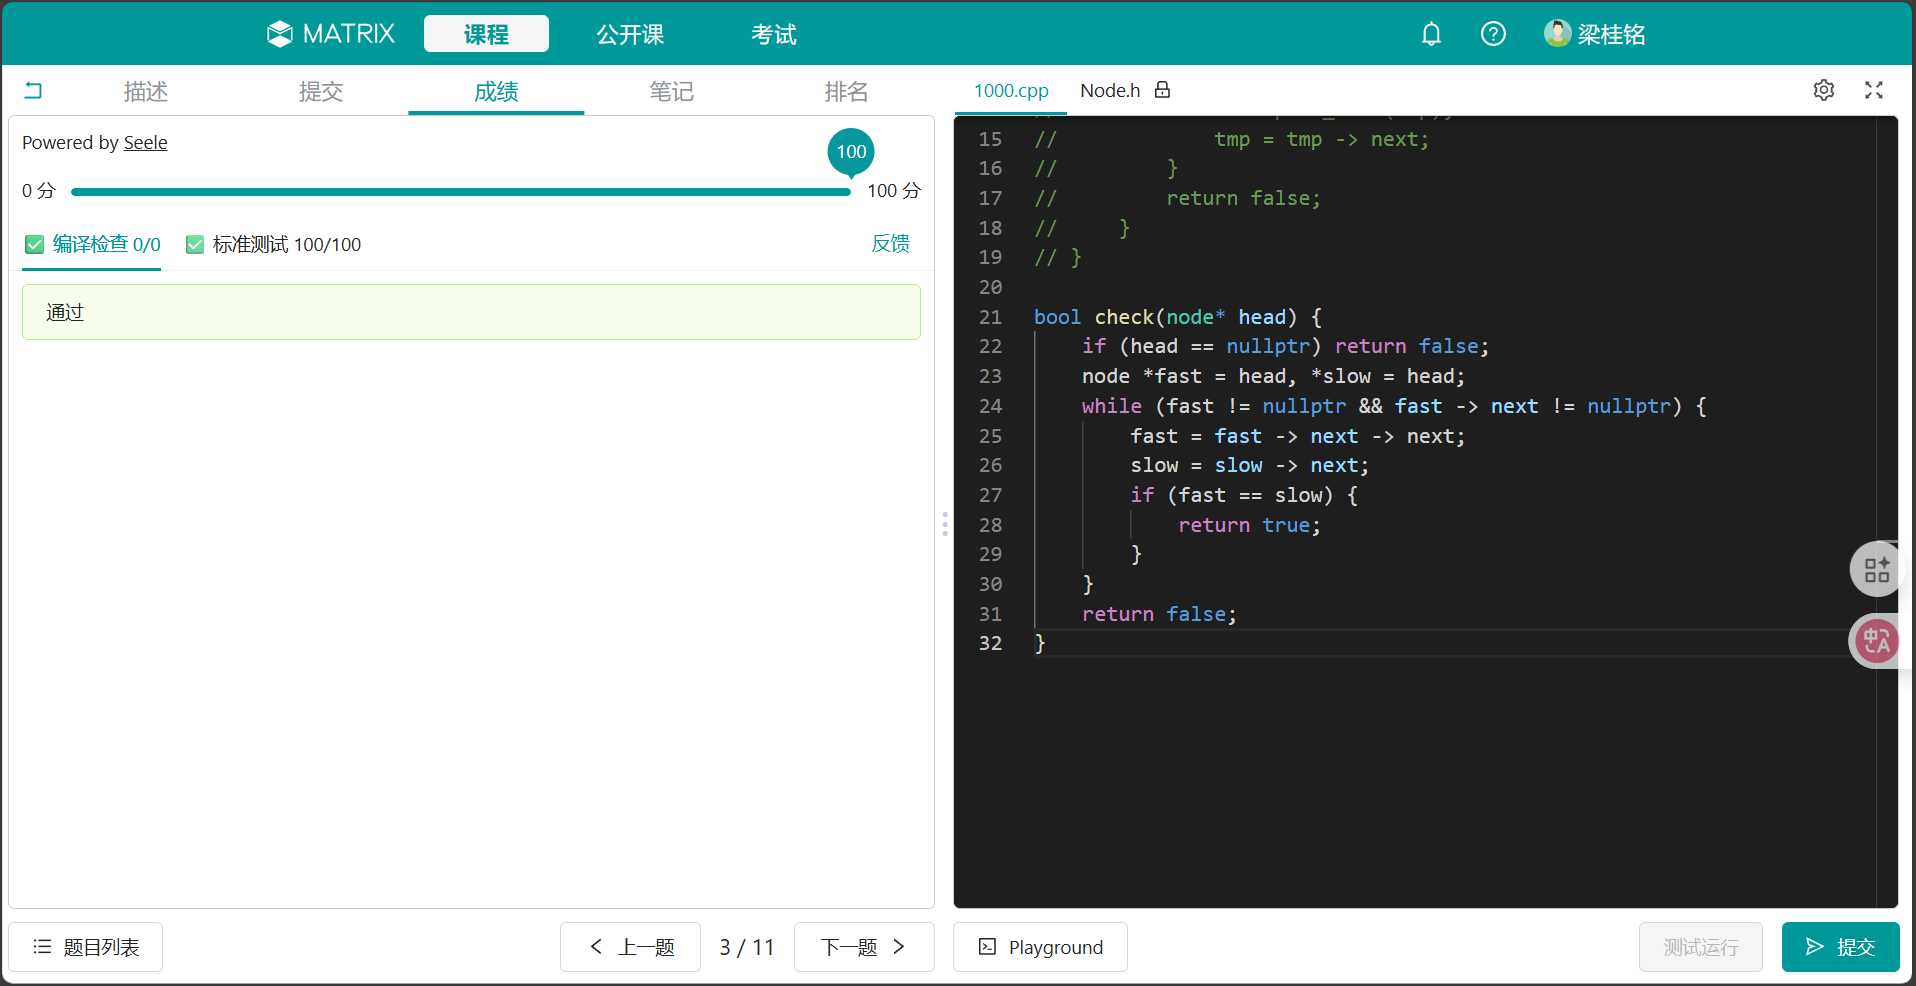 MATRIX 课程 公开课 考试 梁桂铭
描述 提交 成绩 笔记 排名 1000.cpp Node.h
Powered by Seele
100
0 分 100 分
编译检查 0/0 标准测试 100/100 反馈
通过
15 // tmp = tmp -> next;
16 // }
17 // return false;
18 // }
19 // }
20
21 bool check(node* head) {
22 if (head == nullptr) return false;
23 node *fast = head, *slow = head;
24 while (fast != nullptr && fast -> next != nullptr) {
25 fast = fast -> next -> next;
26 slow = slow -> next;
27 if (fast == slow) {
28 return true;
29 }
30 }
31 return false;
32 }
中A
题目列表 上一题 3 / 11 下一题 Playground 测试运行 提交